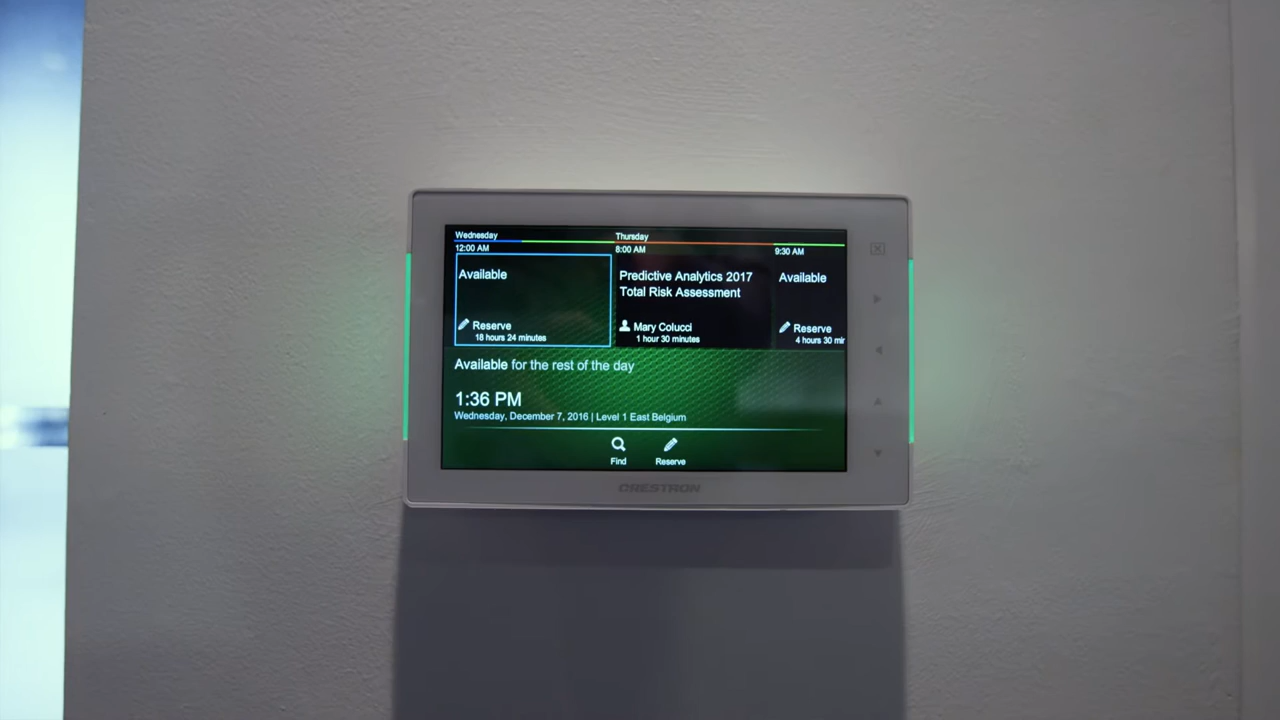 Wednesday
Thursday
12:00 AM
8:00 AM
9:30 AM
Available
Reserve
18 hours 24 minutes
Predictive Analytics 2017
Total Risk Assessment
Mary Colucci
1 hour 30 minutes
Available
Reserve
4 hours 30 mir
Available for the rest of the day
1:36 PM
Wednesday, December 7, 2016 | Level 1 East Belgium
Find
Reserve
CRESTRON